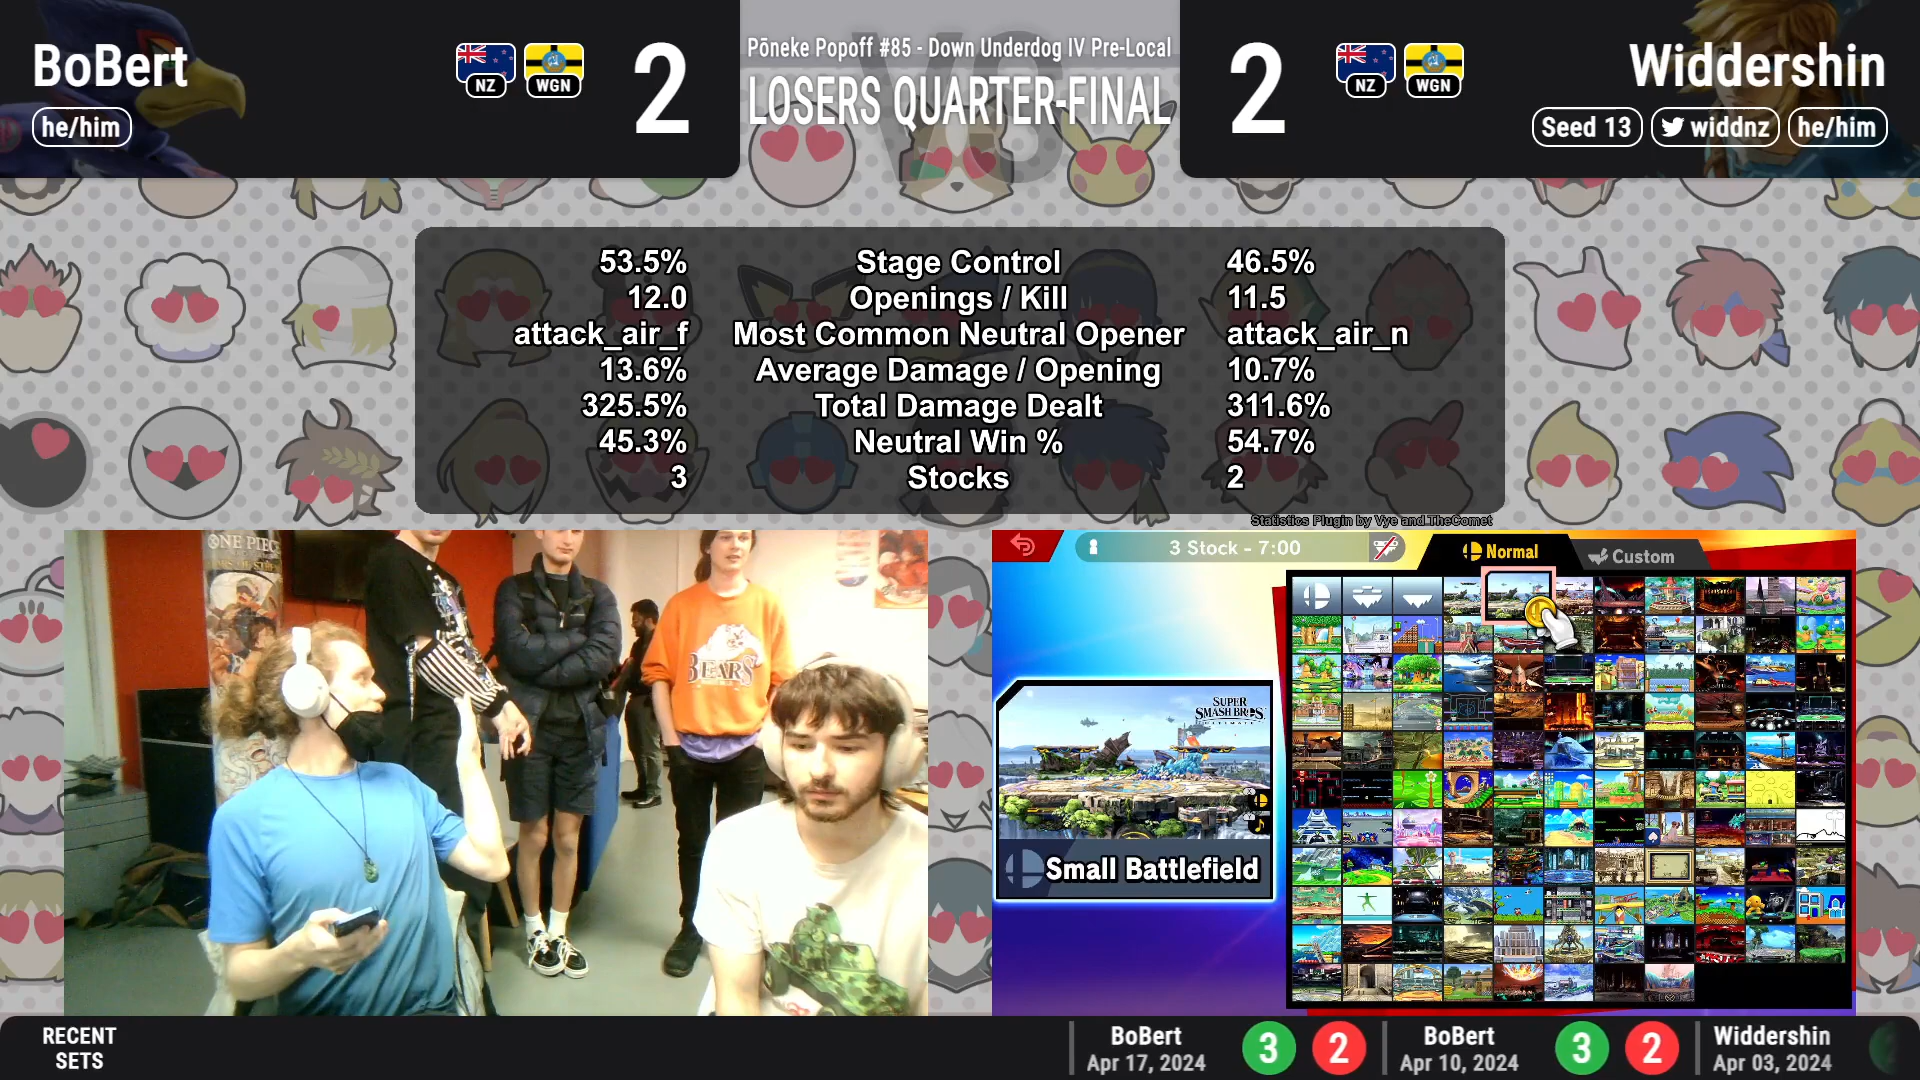 BoBert
he/him
NZ
WGN
2
Pōneke Popoff #85 - Down Underdog IV Pre-Local
VS
LOSERS QUARTER-FINAL
2
NZ
WGN
Widdershin
Seed 13
widdnz
he/him
53.5% Stage Control 46.5%
12.0 Openings / Kill 11.5
attack_air_f Most Common Neutral Opener attack_air_n
13.6% Average Damage / Opening 10.7%
325.5% Total Damage Dealt 311.6%
45.3% Neutral Win % 54.7%
3 Stocks 2
Statistics Plugin by Vye and TheComet
ONE PIECE
BEARS
3 Stock - 7:00
Normal
Custom
SUPER
SMASH BROS.
ULTIMATE
Small Battlefield
RECENT
SETS
BoBert
Apr 17, 2024
3
2
BoBert
Apr 10, 2024
3
2
Widdershin
Apr 03, 2024